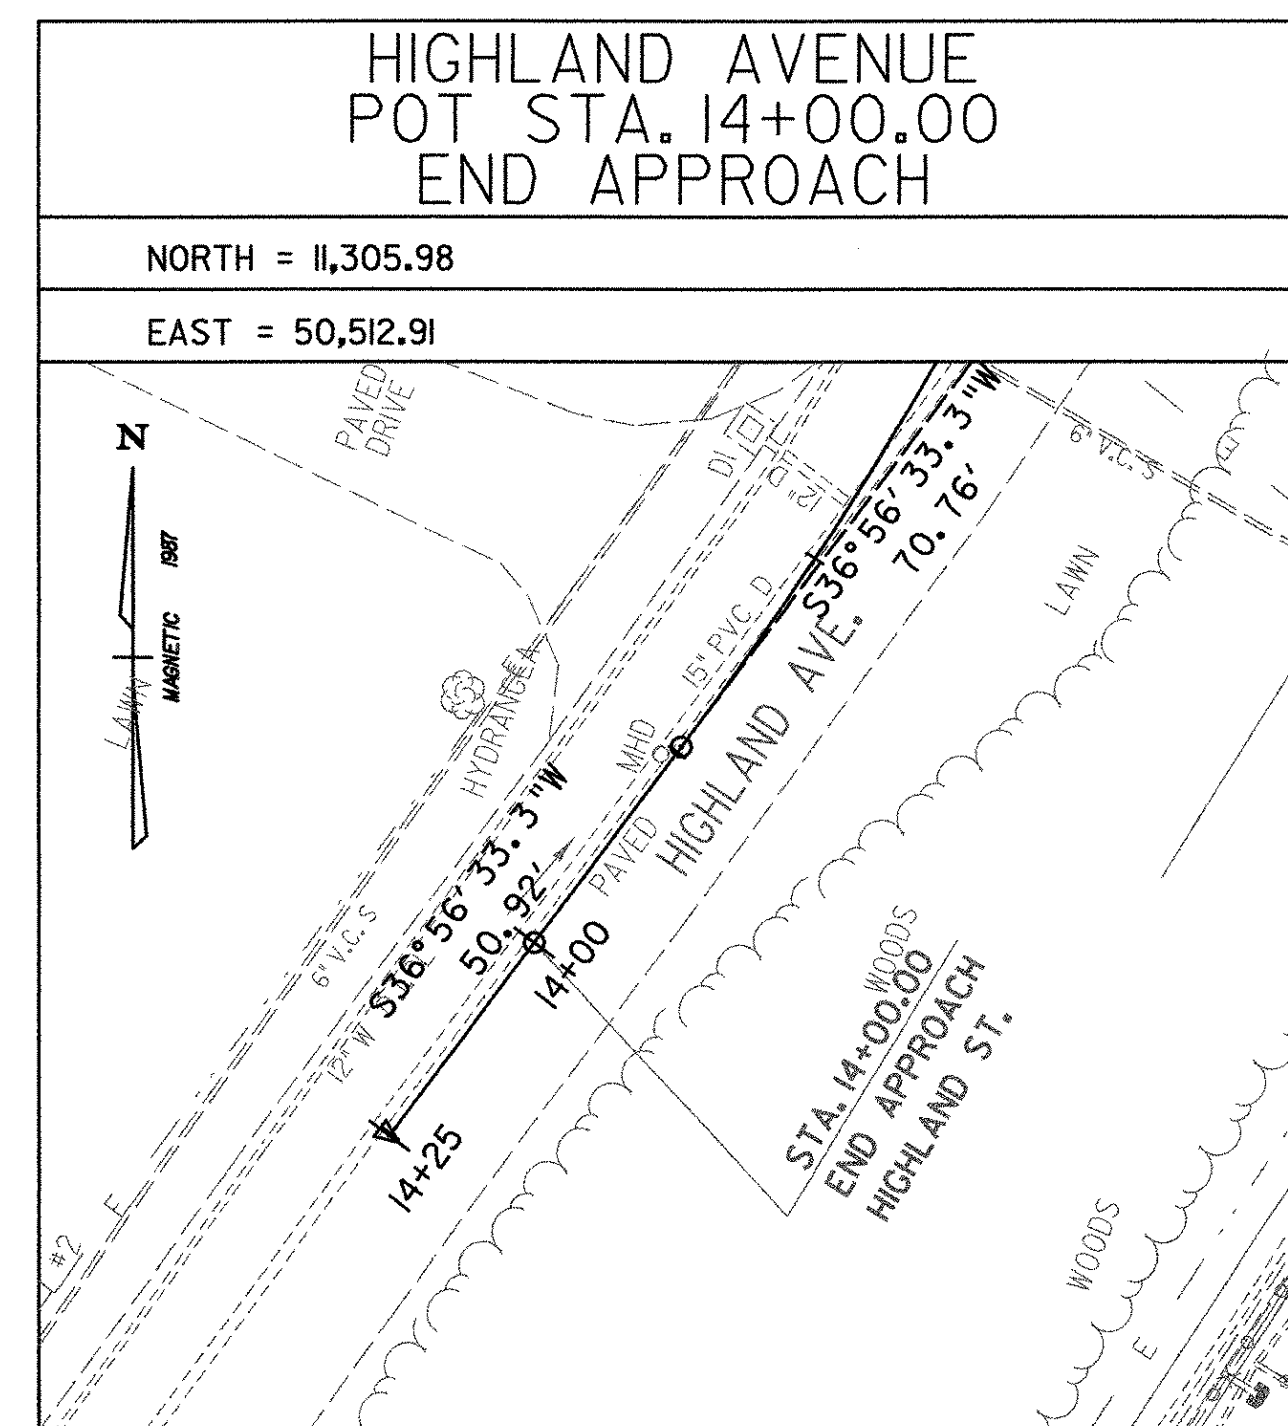 HIGHLAND AVENUE
POT STA. 14+00.00
END APPROACH
NORTH = 11,305.98
EAST = 50,512.91
PAVED
DRIVE
N
MAGNETIC 1987
LAWN
DI
12" D
6" V.C. S
S36°56'33.3"W
70.76'
LAWN
15" PVC D
HIGHLAND AVE.
HYDRANGEA
MHD
PAVED
S36°56'33.3"W
50.92'
6" V.C. S
12" W
14+00
14+25
WOODS
STA. 14+00.00
END APPROACH
HIGHLAND ST.
WOODS
E
E
#2